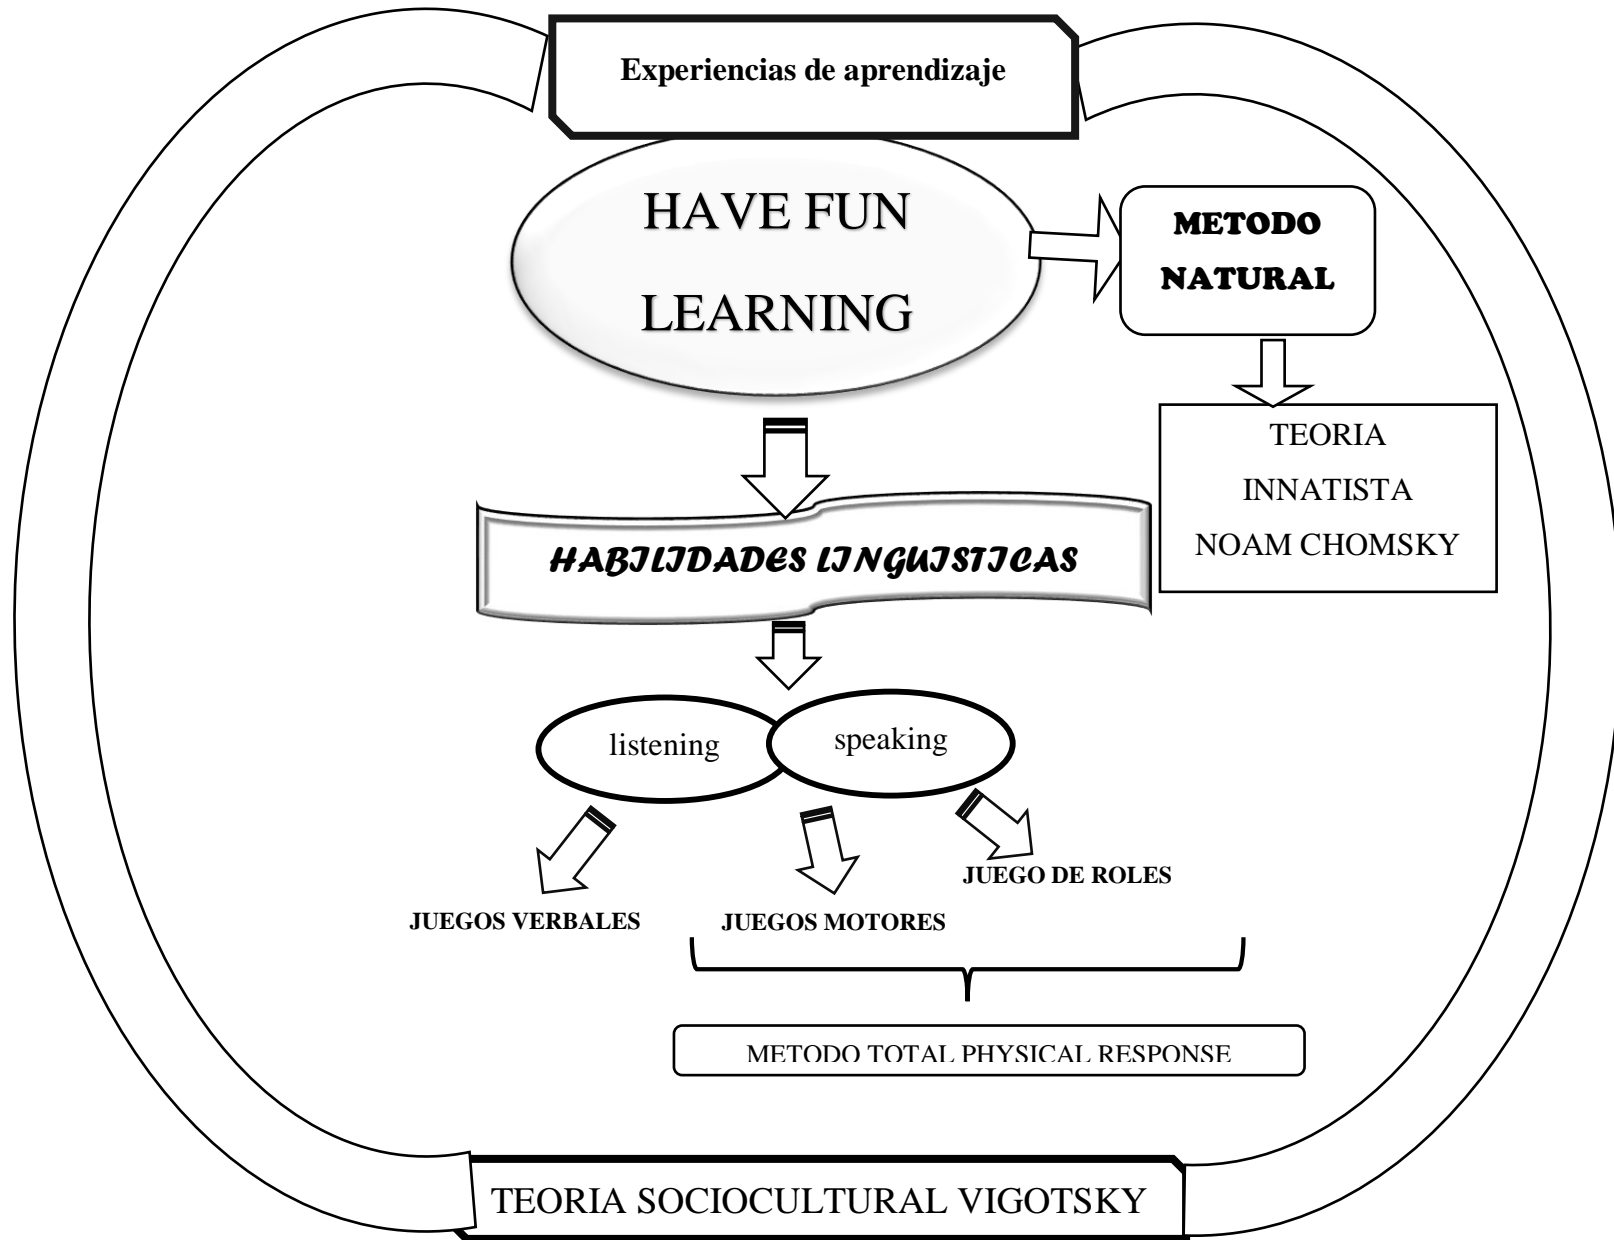 Experiencias de aprendizaje
HAVE FUN
LEARNING
METODO
NATURAL
TEORIA
INNATISTA
NOAM CHOMSKY
HABILIDADES LINGUISTICAS
listening
speaking
JUEGO DE ROLES
JUEGOS VERBALES
JUEGOS MOTORES
METODO TOTAL PHYSICAL RESPONSE
TEORIA SOCIOCULTURAL VIGOTSKY